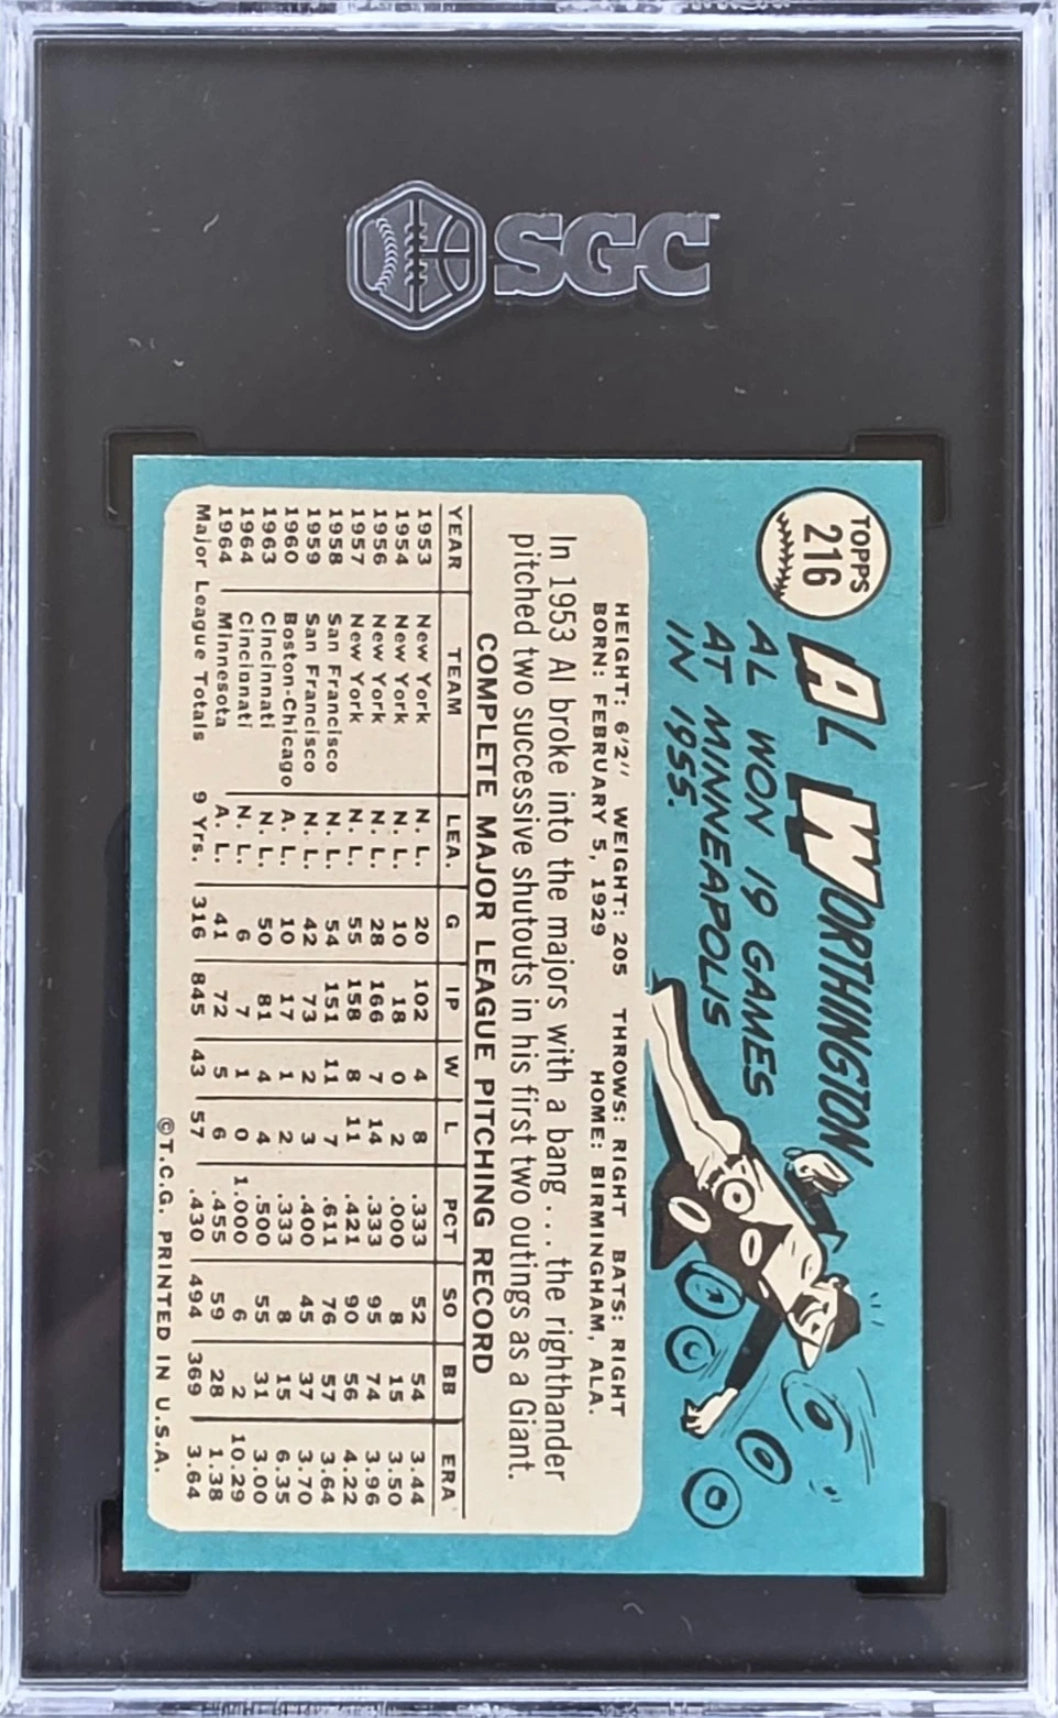 SGC
TOPPS
216
AL WORTHINGTON
AL WON 19 GAMES
AT MINNEAPOLIS
IN 1955.
HEIGHT: 6'2" WEIGHT: 205 THROWS: RIGHT BATS: RIGHT
BORN: FEBRUARY 5, 1929 HOME: BIRMINGHAM, ALA.
In 1953 Al broke into the majors with a bang . . . the righthander
pitched two successive shutouts in his first two outings as a Giant.
COMPLETE MAJOR LEAGUE PITCHING RECORD
YEAR TEAM LEA. G IP W L PCT SO BB ERA
1953 New York N. L. 20 102 4 8 .333 52 54 3.44
1954 New York N. L. 10 18 0 2 .000 8 15 3.50
1956 New York N. L. 28 166 7 14 .333 95 74 3.96
1957 New York N. L. 55 158 8 11 .421 90 56 4.22
1958 San Francisco N. L. 54 151 11 7 .611 76 57 3.64
1959 San Francisco N. L. 42 73 2 3 .400 45 37 3.70
1960 Boston-Chicago A. L. 10 17 1 2 .333 8 15 6.35
1963 Cincinnati N. L. 50 81 4 4 .500 55 31 3.00
1964 Cincinnati N. L. 6 7 1 0 1.000 6 2 10.29
1964 Minnesota A. L. 41 72 5 6 .455 59 28 1.38
Major League Totals 9 Yrs. 316 845 43 57 .430 494 369 3.64
©T.C.G. PRINTED IN U.S.A.